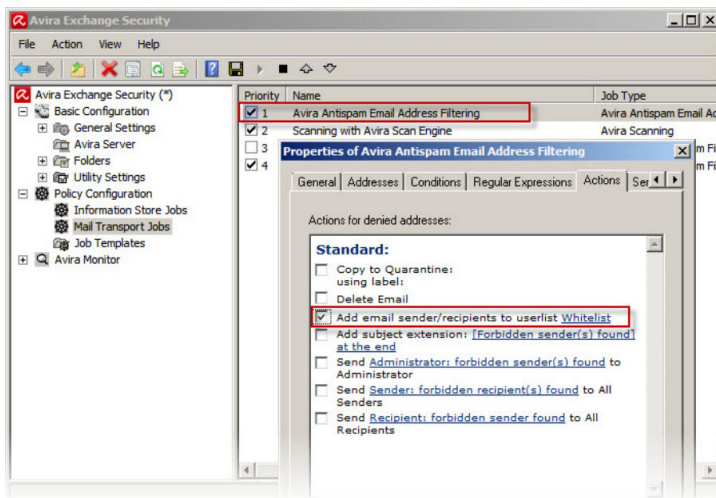 Avira Exchange Security
File Action View Help
Avira Exchange Security (*)
Basic Configuration
General Settings
Avira Server
Folders
Utility Settings
Policy Configuration
Information Store Jobs
Mail Transport Jobs
Job Templates
Avira Monitor
Priority Name Job Type
1 Avira Antispam Email Address Filtering Avira Antispam Email Ad
2 Scanning with Avira Scan Engine Avira Scanning
3 m Fi
4 m Fi
Properties of Avira Antispam Email Address Filtering
General Addresses Conditions Regular Expressions Actions Ser
Actions for denied addresses:
Standard:
Copy to Quarantine:
using label:
Delete Email
Add email sender/recipients to userlist Whitelist
Add subject extension: [Forbidden sender(s) found]
at the end
Send Administrator: forbidden sender(s) found to
Administrator
Send Sender: forbidden recipient(s) found to All
Senders
Send Recipient: forbidden sender found to All
Recipients